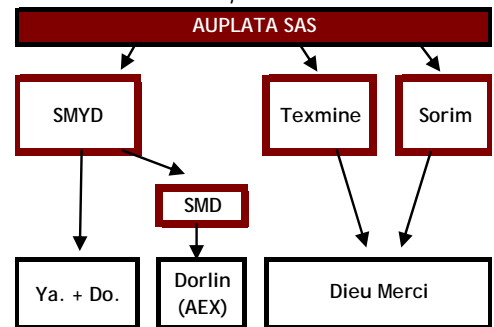 AUPLATA SAS
SMYD
Texmine
Sorim
SMD
Ya. + Do.
Dorlin
(AEX)
Dieu Merci